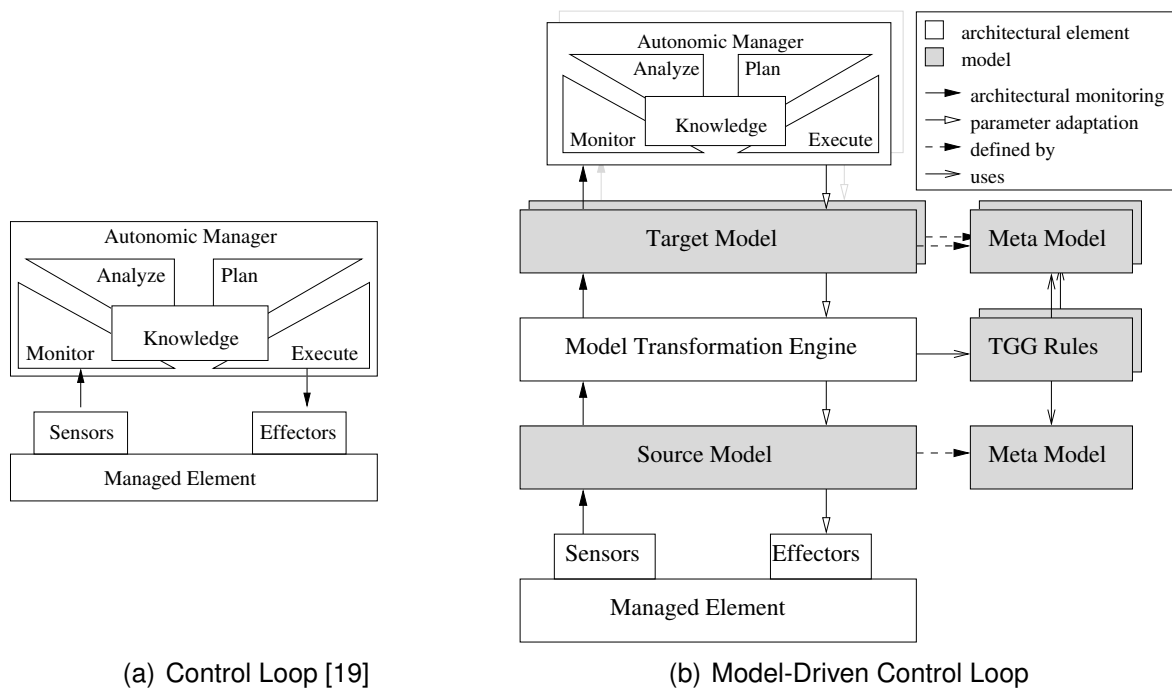 Autonomic Manager
Analyze
Plan
Knowledge
Monitor
Execute
Sensors
Effectors
Managed Element
(a) Control Loop [19]
Autonomic Manager
Analyze
Plan
Knowledge
Monitor
Execute
Target Model
Meta Model
Model Transformation Engine
TGG Rules
Source Model
Meta Model
Sensors
Effectors
Managed Element
architectural element
model
architectural monitoring
parameter adaptation
defined by
uses
(b) Model-Driven Control Loop